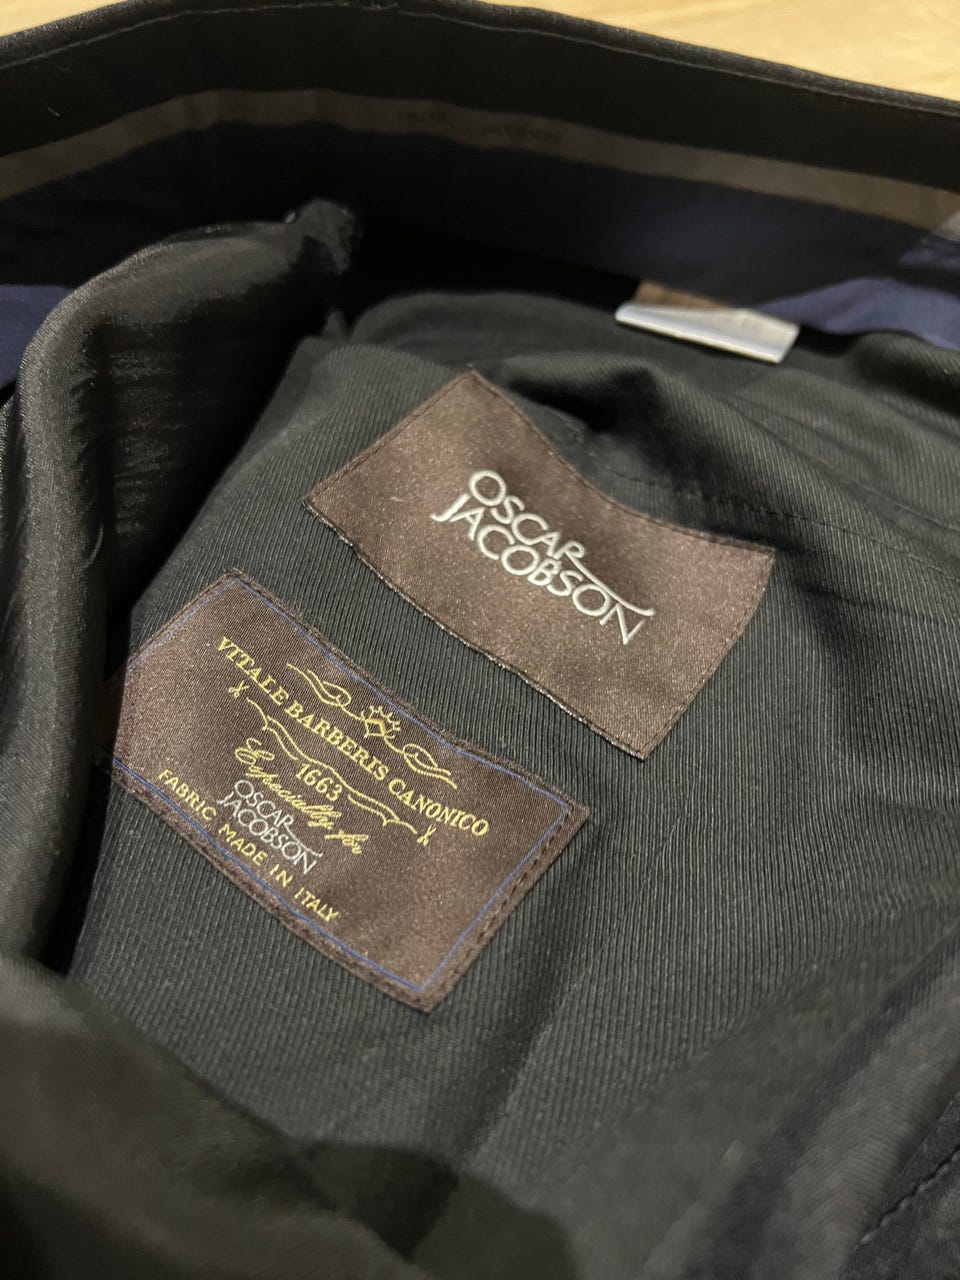 OSCAR
JACOBSON
VITALE BARBERIS CANONICO
1663
Especially for
OSCAR
JACOBSON
FABRIC MADE IN ITALY